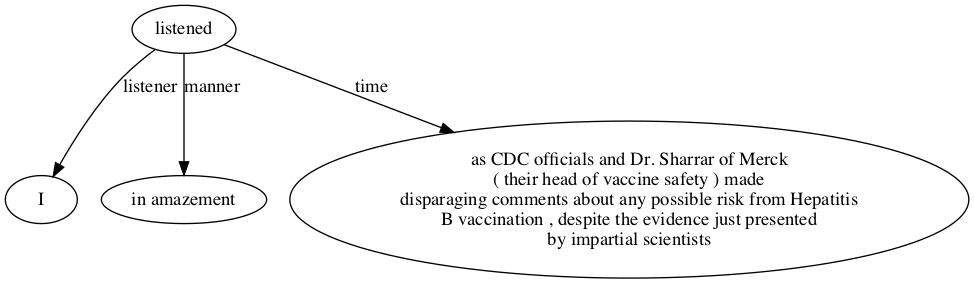 listened
listener
manner
time
I
in amazement
as CDC officials and Dr. Sharrar of Merck
( their head of vaccine safety ) made
disparaging comments about any possible risk from Hepatitis
B vaccination , despite the evidence just presented
by impartial scientists